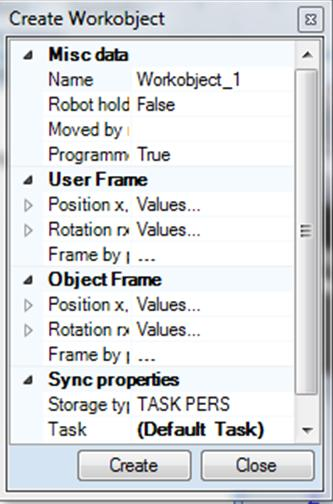 Create Workobject
Misc data
Name Workobject_1
Robot hold False
Moved by
Programm True
User Frame
Position x, Values...
Rotation rx Values...
Frame by p ...
Object Frame
Position x, Values...
Rotation rx Values...
Frame by p ...
Sync properties
Storage typ TASK PERS
Task (Default Task)
Create Close